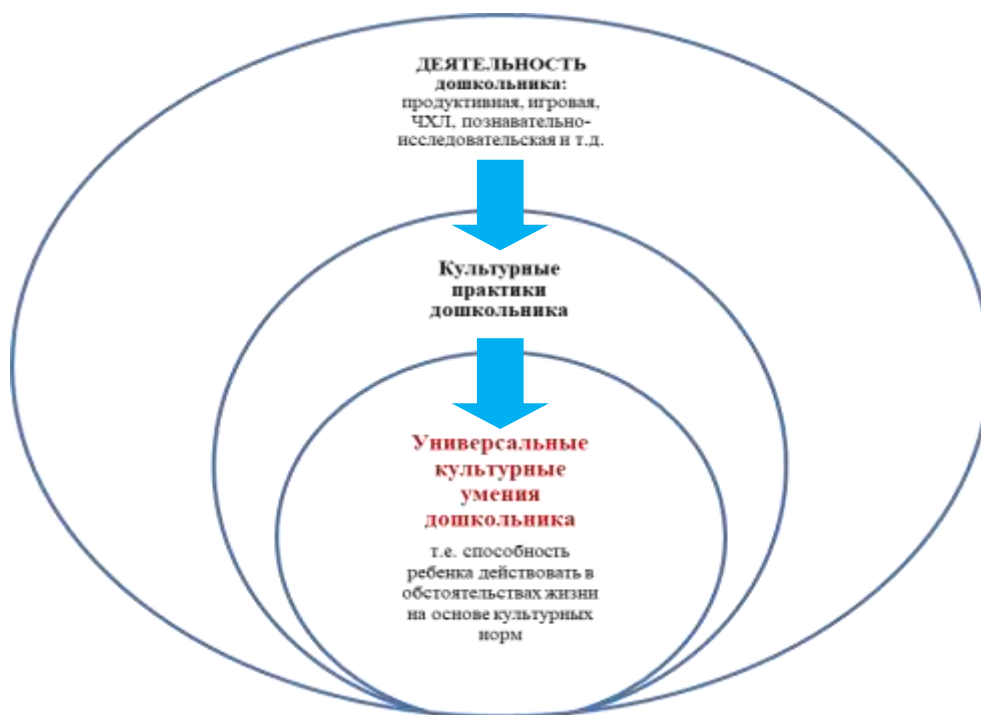 ДЕЯТЕЛЬНОСТЬ
дошкольника:
продуктивная, игровая,
ЧХЛ, познавательно-
исследовательская и т.д.
Культурные
практики
дошкольника
Универсальные
культурные
умения
дошкольника
т.е. способность
ребенка действовать в
обстоятельствах жизни
на основе культурных
норм